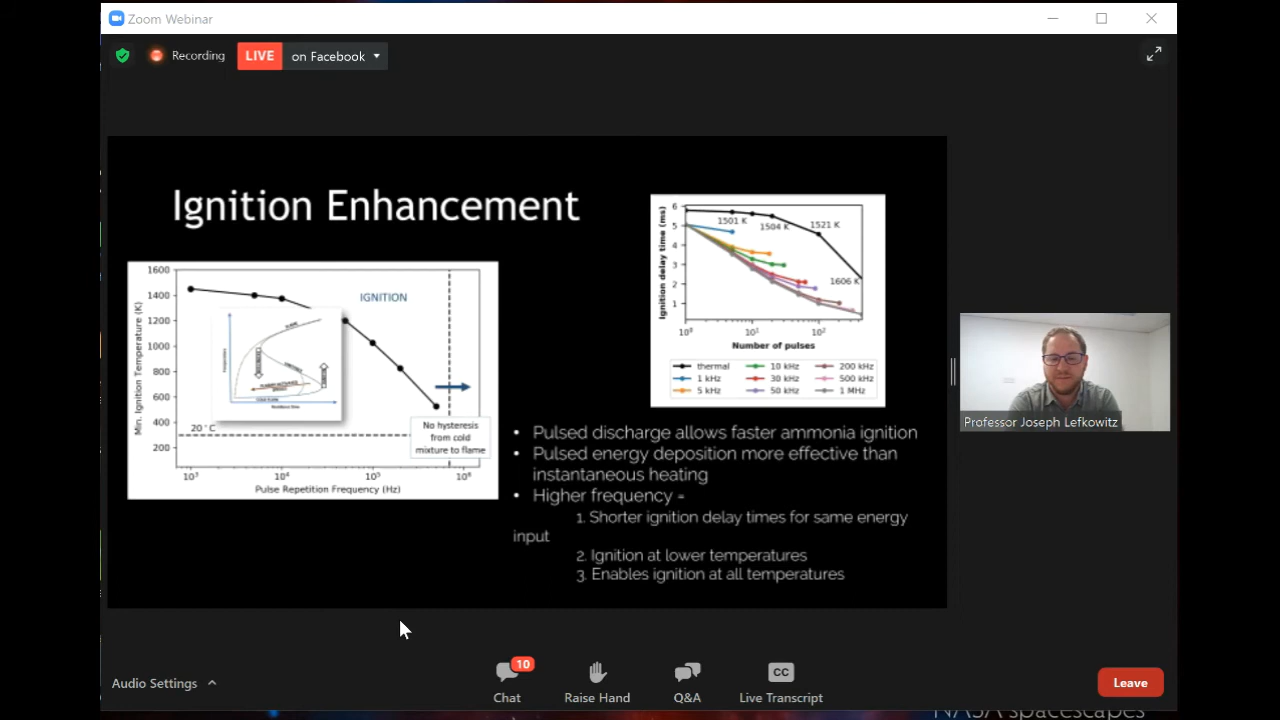 Zoom Webinar
Recording
LIVE
on Facebook
Ignition Enhancement
1600
1400
1200
1000
800
600
400
200
Min. Ignition Temperature (K)
IGNITION
20°C
No hysteresis
from cold
mixture to flame
10³
10⁴
10⁵
10⁶
Pulse Repetition Frequency (Hz)
6
5
4
3
2
1
Ignition delay time (ms)
1501 K
1504 K
1521 K
1606 K
10⁰
10¹
10²
Number of pulses
thermal
1 kHz
5 kHz
10 kHz
30 kHz
50 kHz
200 kHz
500 kHz
1 MHz
• Pulsed discharge allows faster ammonia ignition
• Pulsed energy deposition more effective than
instantaneous heating
• Higher frequency =
1. Shorter ignition delay times for same energy
input
2. Ignition at lower temperatures
3. Enables ignition at all temperatures
Professor Joseph Lefkowitz
Audio Settings
10
Chat
Raise Hand
Q&A
CC
Live Transcript
Leave
NASA spacescapes